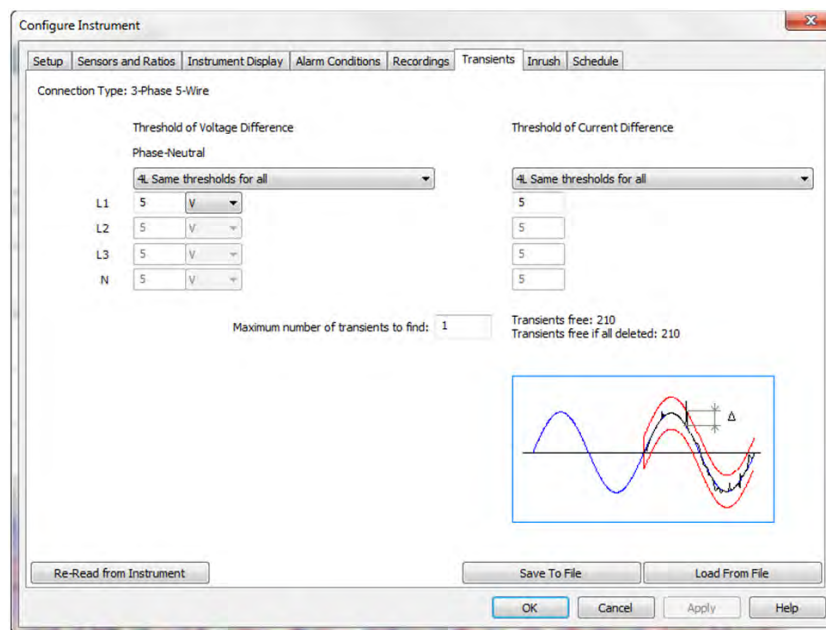 Configure Instrument
Setup Sensors and Ratios Instrument Display Alarm Conditions Recordings Transients Inrush Schedule
Connection Type: 3-Phase 5-Wire
Threshold of Voltage Difference Threshold of Current Difference
Phase-Neutral
4L Same thresholds for all 4L Same thresholds for all
L1 5 V 5
L2 5 V 5
L3 5 V 5
N 5 V 5
Maximum number of transients to find: 1 Transients free: 210
Transients free if all deleted: 210
Δ
Re-Read from Instrument Save To File Load From File
OK Cancel Apply Help